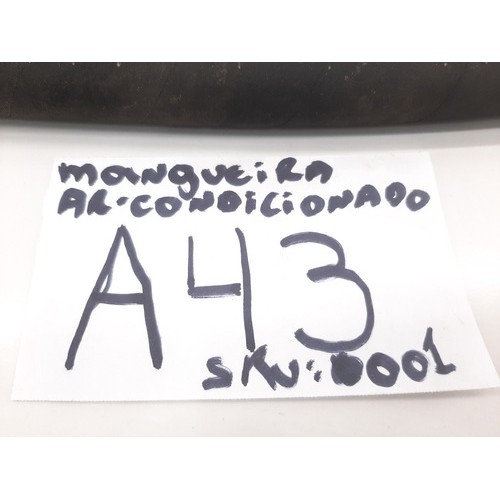 mangueira
AR-CONDICIONADO
A43
SKU:0001